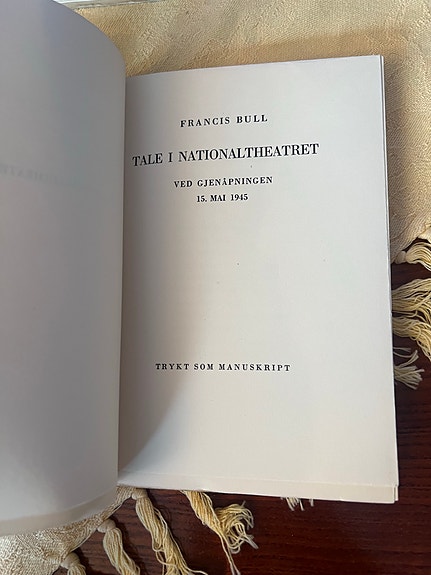 FRANCIS BULL
TALE I NATIONALTHEATRET
VED GJENÅPNINGEN
15. MAI 1945
TRYKT SOM MANUSKRIPT